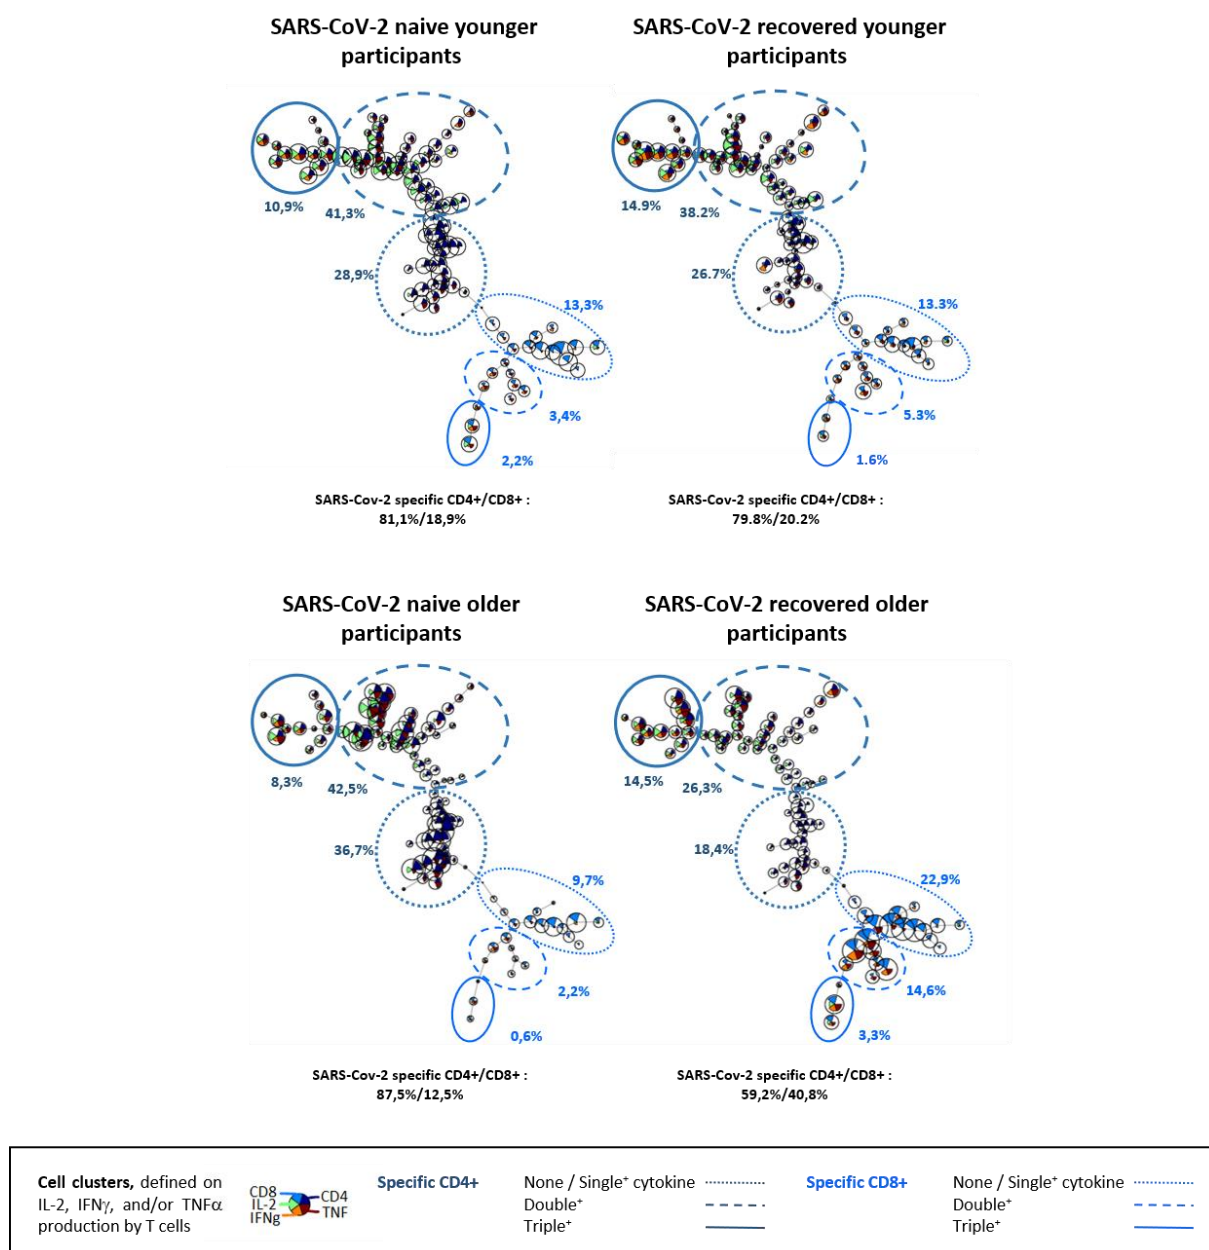 SARS-CoV-2 naive younger
participants
SARS-CoV-2 recovered younger
participants
10,9%
41,3%
28,9%
13,3%
3,4%
2,2%
SARS-Cov-2 specific CD4+/CD8+ :
81,1%/18,9%
14.9%
38.2%
26.7%
13.3%
5.3%
1.6%
SARS-Cov-2 specific CD4+/CD8+ :
79.8%/20.2%
SARS-CoV-2 naive older
participants
SARS-CoV-2 recovered older
participants
8,3%
42,5%
36,7%
9,7%
2,2%
0,6%
SARS-Cov-2 specific CD4+/CD8+ :
87,5%/12,5%
14,5%
26,3%
18,4%
22,9%
14,6%
3,3%
SARS-Cov-2 specific CD4+/CD8+ :
59,2%/40,8%
Cell clusters, defined on
IL-2, IFNγ, and/or TNFα
production by T cells
CD8
IL-2
IFNg
CD4
TNF
Specific CD4+
None / Single⁺ cytokine
Double⁺
Triple⁺
Specific CD8+
None / Single⁺ cytokine
Double⁺
Triple⁺